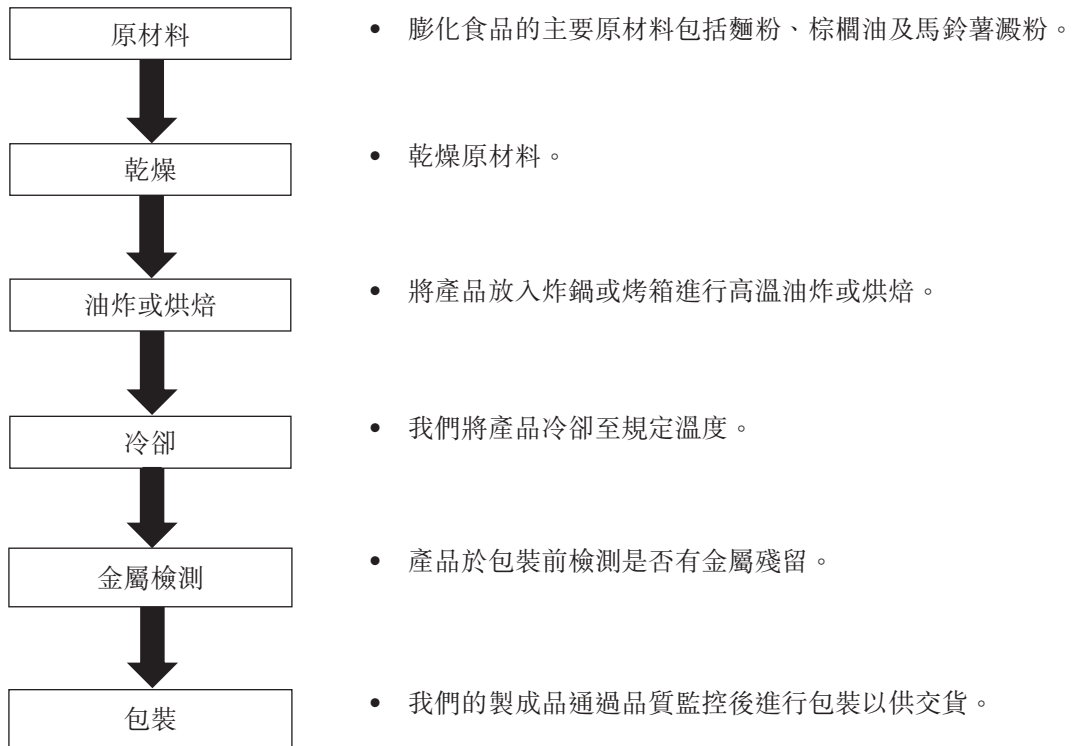 原材料
• 膨化食品的主要原材料包括麵粉、棕櫚油及馬鈴薯澱粉。
乾燥
• 乾燥原材料。
油炸或烘焙
• 將產品放入炸鍋或烤箱進行高溫油炸或烘焙。
冷卻
• 我們將產品冷卻至規定溫度。
金屬檢測
• 產品於包裝前檢測是否有金屬殘留。
包裝
• 我們的製成品通過品質監控後進行包裝以供交貨。